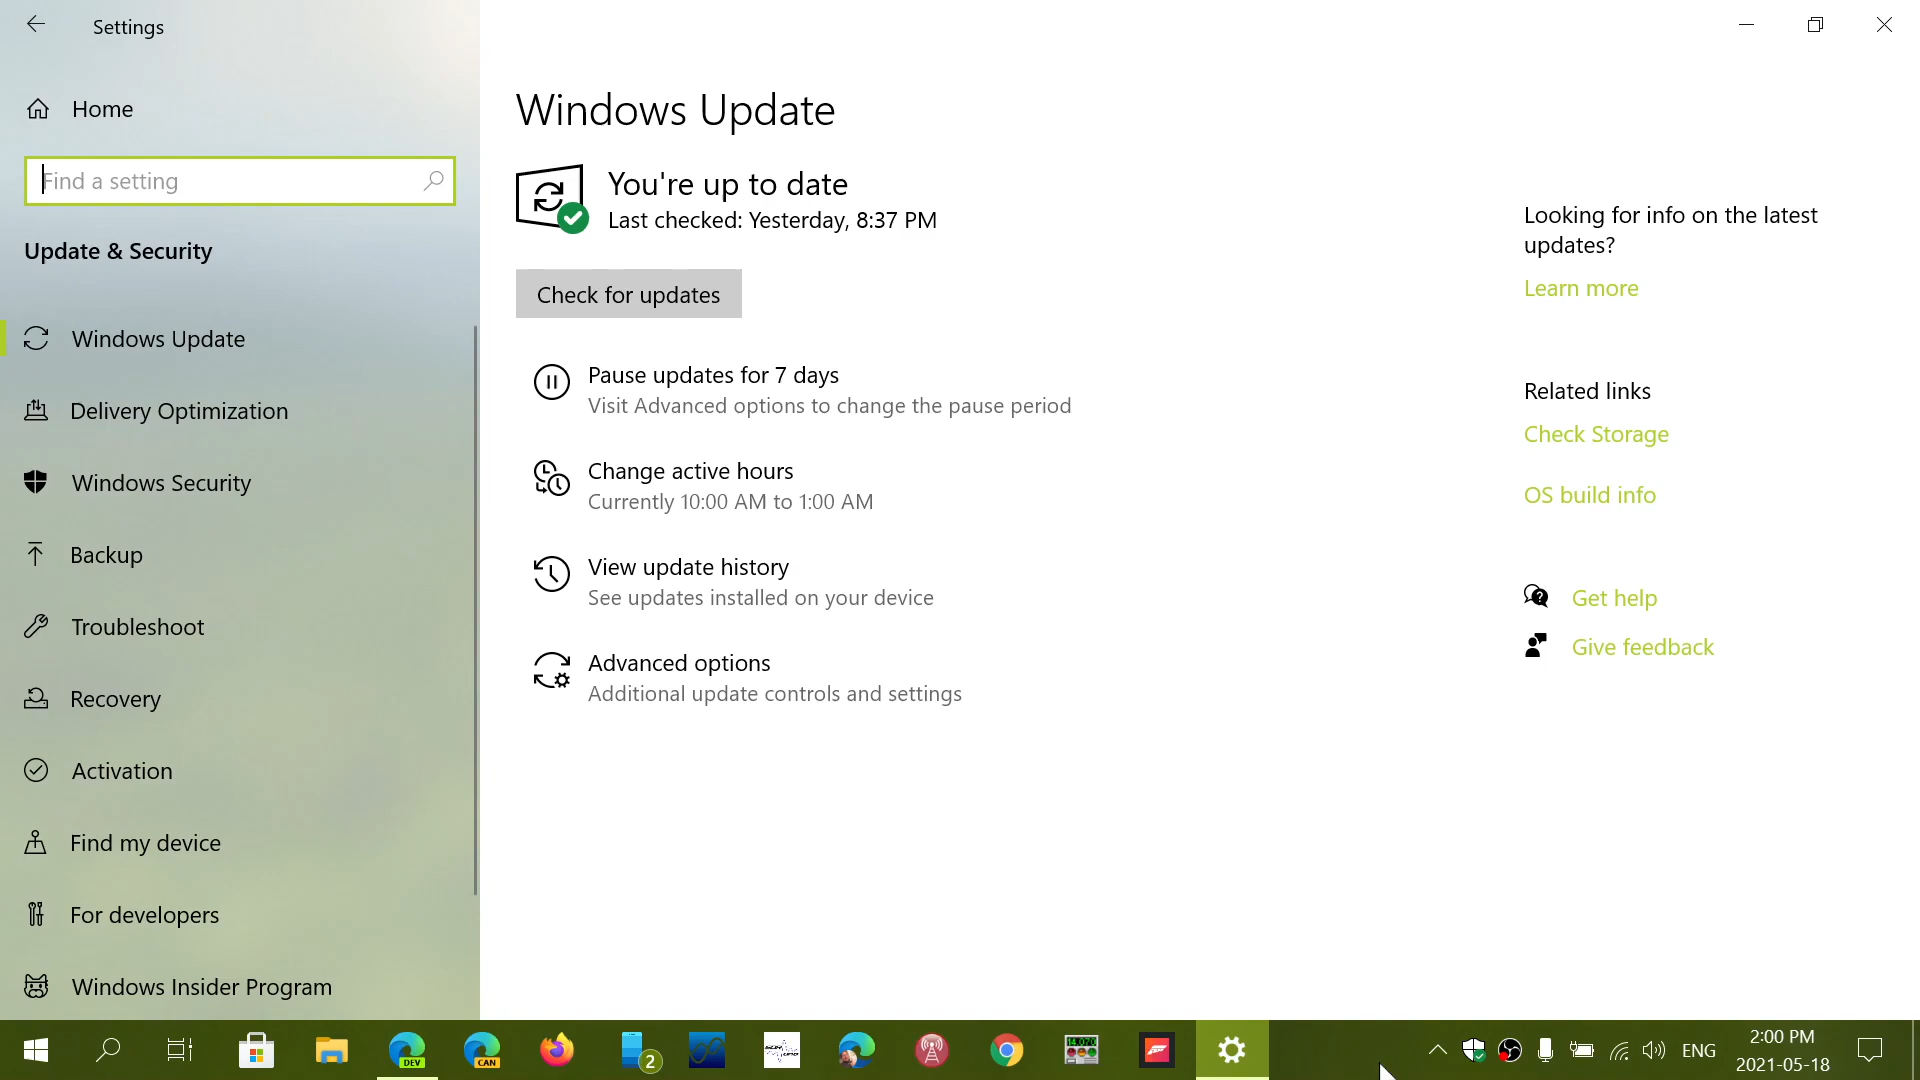 Settings
Home
Find a setting
Update & Security
Windows Update
Delivery Optimization
Windows Security
Backup
Troubleshoot
Recovery
Activation
Find my device
For developers
Windows Insider Program
Windows Update
You're up to date
Last checked: Yesterday, 8:37 PM
Check for updates
Pause updates for 7 days
Visit Advanced options to change the pause period
Change active hours
Currently 10:00 AM to 1:00 AM
View update history
See updates installed on your device
Advanced options
Additional update controls and settings
Looking for info on the latest
updates?
Learn more
Related links
Check Storage
OS build info
Get help
Give feedback
DEV
CAN
2
ENG
2:00 PM
2021-05-18